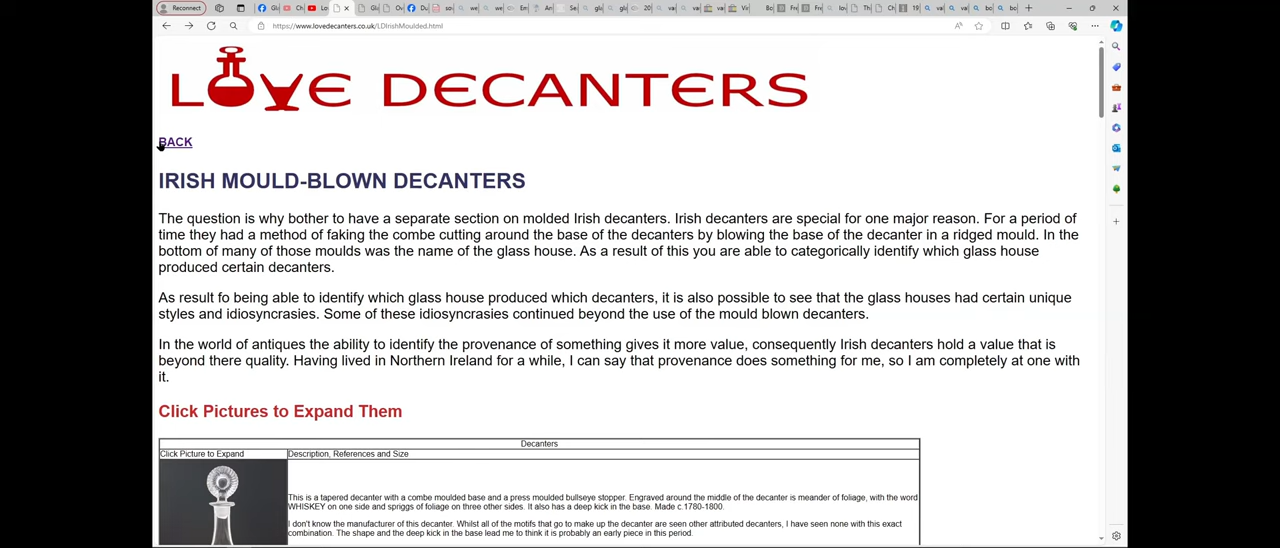 Reconnect
https://www.lovedecanters.co.uk/LDIrishMoulded.html
LOVE DECANTERS
BACK
IRISH MOULD-BLOWN DECANTERS
The question is why bother to have a separate section on molded Irish decanters. Irish decanters are special for one major reason. For a period of
time they had a method of faking the combe cutting around the base of the decanters by blowing the base of the decanter in a ridged mould. In the
bottom of many of those moulds was the name of the glass house. As a result of this you are able to categorically identify which glass house
produced certain decanters.
As result fo being able to identify which glass house produced which decanters, it is also possible to see that the glass houses had certain unique
styles and idiosyncrasies. Some of these idiosyncrasies continued beyond the use of the mould blown decanters.
In the world of antiques the ability to identify the provenance of something gives it more value, consequently Irish decanters hold a value that is
beyond there quality. Having lived in Northern Ireland for a while, I can say that provenance does something for me, so I am completely at one with
it.
Click Pictures to Expand Them
Decanters
Click Picture to Expand
Description, References and Size
This is a tapered decanter with a combe moulded base and a press moulded bullseye stopper. Engraved around the middle of the decanter is meander of foliage, with the word
WHISKEY on one side and spriggs of foliage on three other sides. It also has a deep kick in the base. Made c.1780-1800.
I don't know the manufacturer of this decanter. Whilst all of the motifs that go to make up the decanter are seen other attributed decanters, I have seen none with this exact
combination. The shape and the deep kick in the base lead me to think it is probably an early piece in this period.